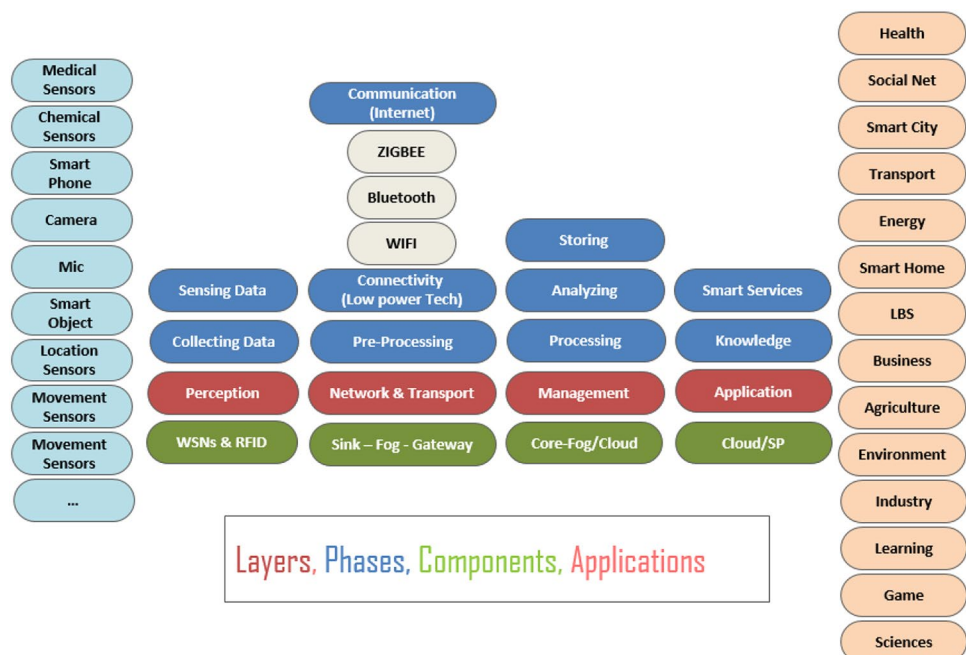 Medical
Sensors
Chemical
Sensors
Smart
Phone
Camera
Mic
Smart
Object
Location
Sensors
Movement
Sensors
Movement
Sensors
...
Sensing Data
Collecting Data
Perception
WSNs & RFID
Communication
(Internet)
ZIGBEE
Bluetooth
WIFI
Connectivity
(Low power Tech)
Pre-Processing
Network & Transport
Sink – Fog - Gateway
Storing
Analyzing
Processing
Management
Core-Fog/Cloud
Smart Services
Knowledge
Application
Cloud/SP
Health
Social Net
Smart City
Transport
Energy
Smart Home
LBS
Business
Agriculture
Environment
Industry
Learning
Game
Sciences
Layers, Phases, Components, Applications